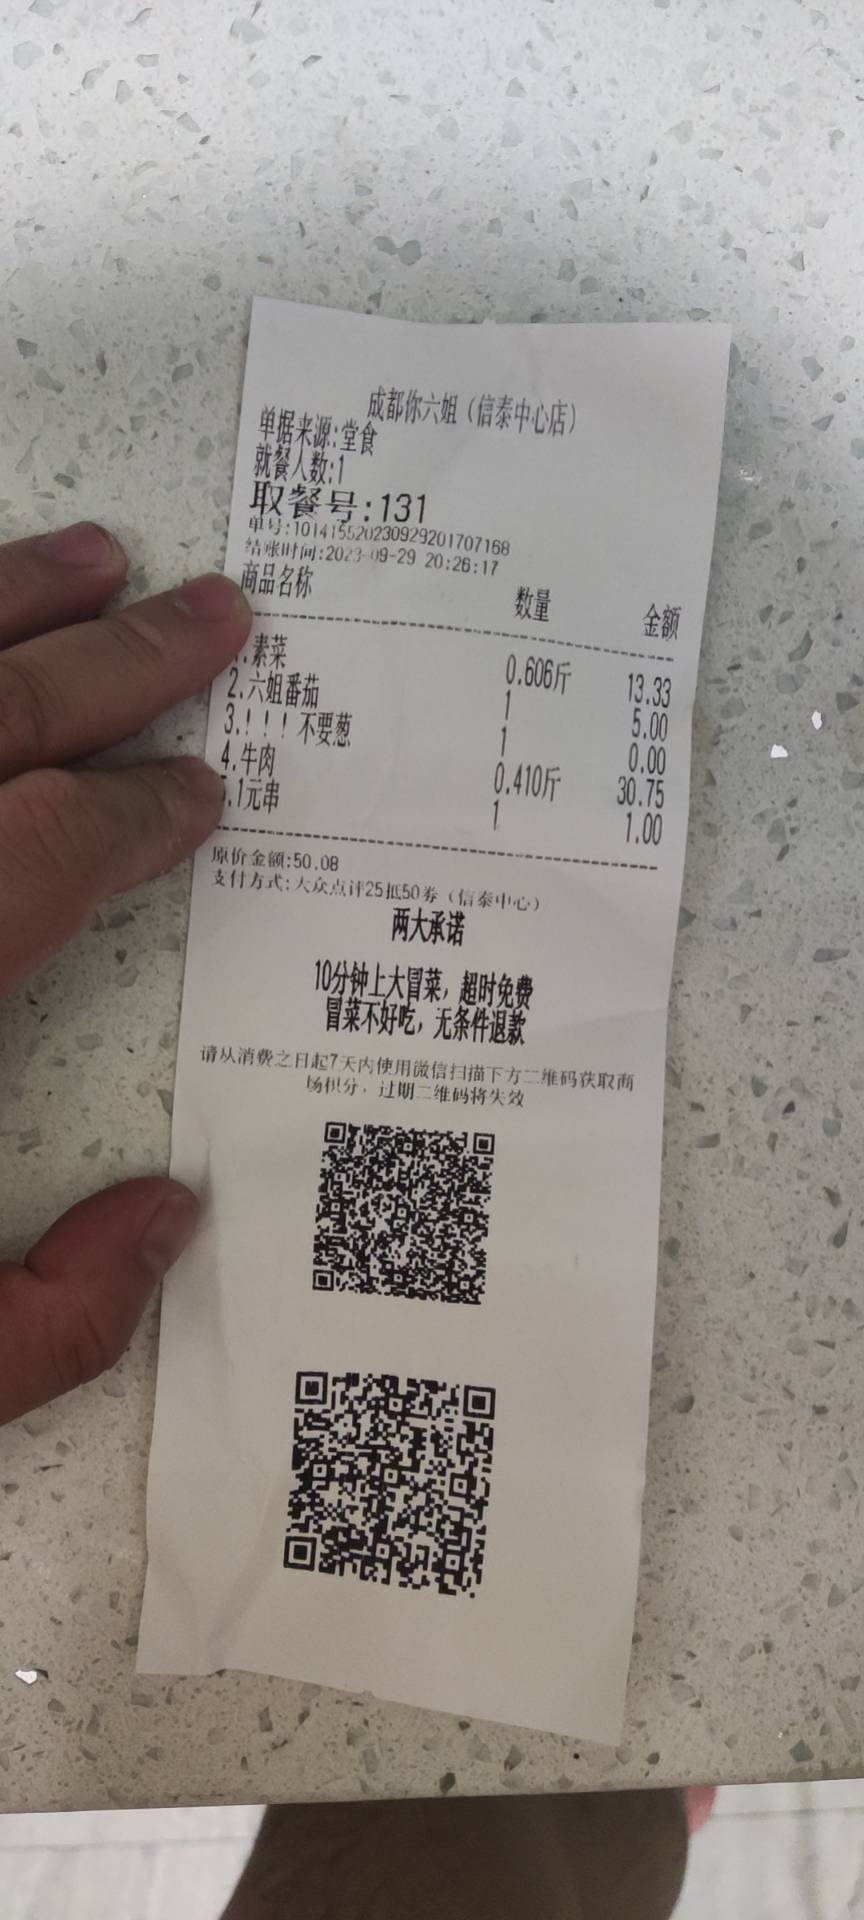 成都你六姐（信泰中心店）
单据来源:堂食
就餐人数:1
取餐号:131
单号:101415520230929201707168
结账时间:2023-09-29 20:26:17
商品名称 数量 金额
1.素菜 0.606斤 13.33
2.六姐番茄 1 5.00
3.！！！不要葱 1 0.00
4.牛肉 0.410斤 30.75
5.1元串 1 1.00
原价金额:50.08
支付方式:大众点评25抵50券（信泰中心）
两大承诺
10分钟上大冒菜，超时免费
冒菜不好吃，无条件退款
请从消费之日起7天内使用微信扫描下方二维码获取商
场积分，过期二维码将失效